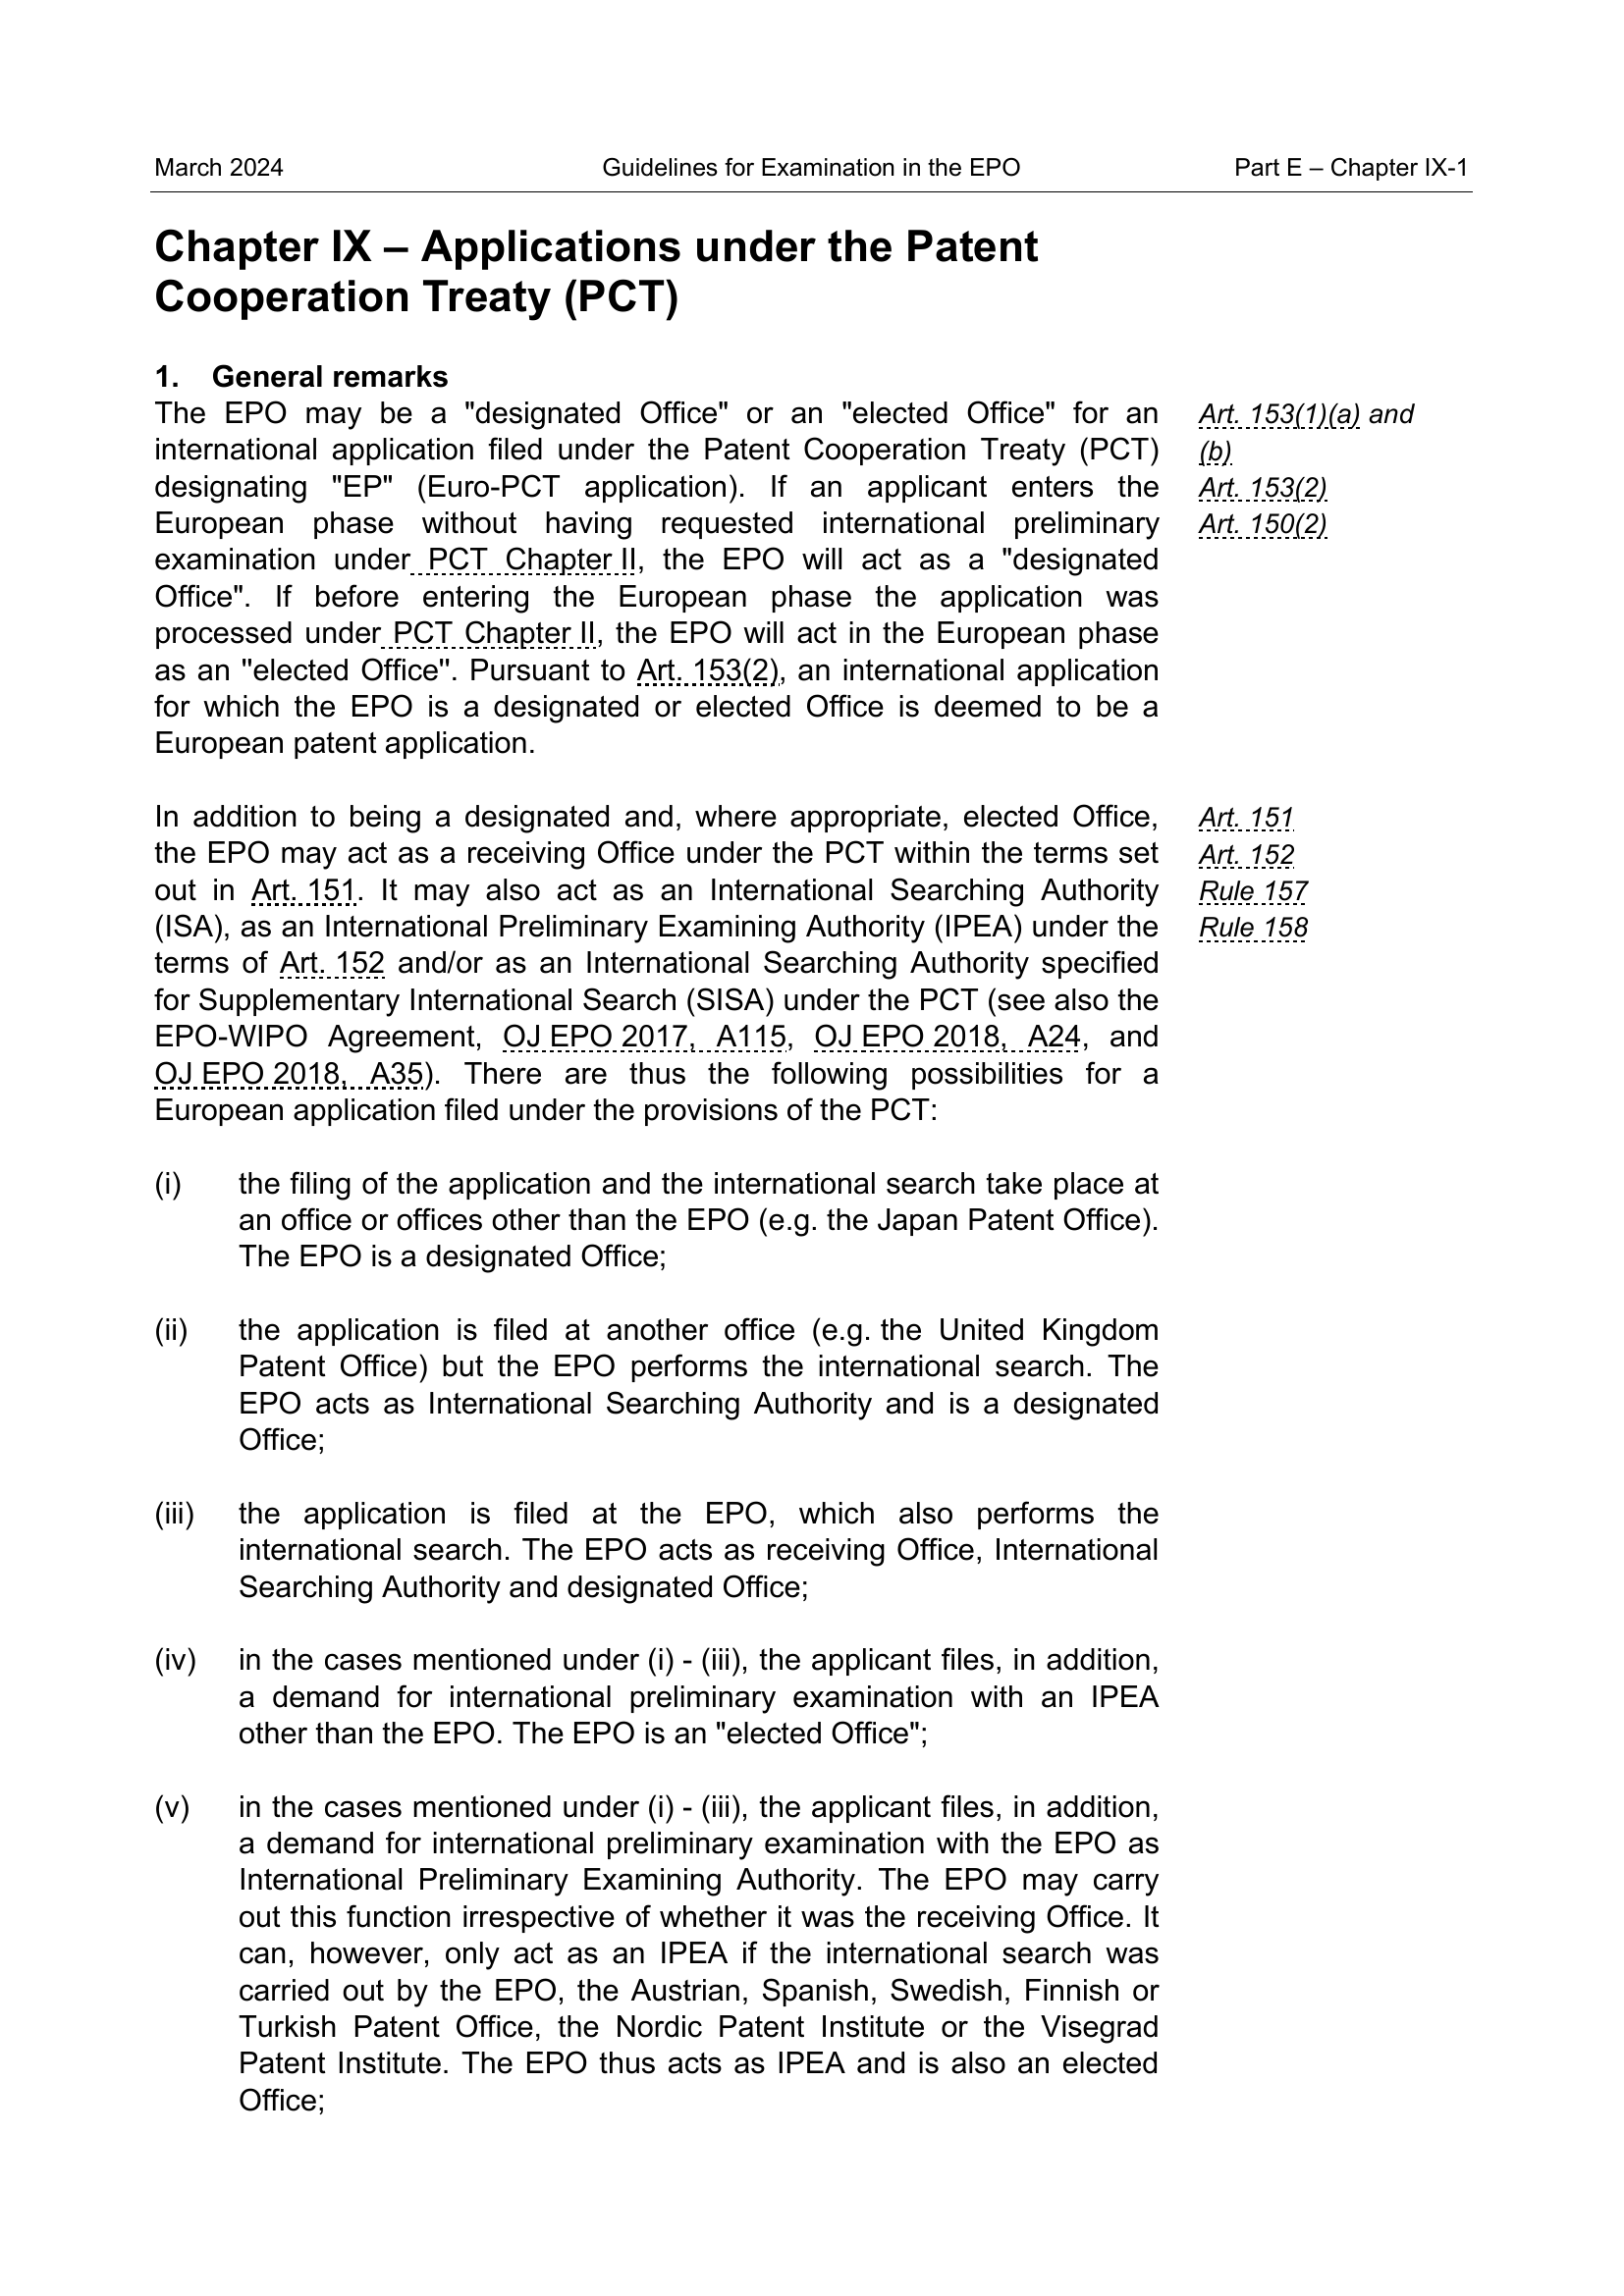 March 2024 Guidelines for Examination in the EPO Part E – Chapter IX-1
Chapter IX – Applications under the Patent
Cooperation Treaty (PCT)
1. General remarks
The EPO may be a "designated Office" or an "elected Office" for an
international application filed under the Patent Cooperation Treaty (PCT)
designating "EP" (Euro-PCT application). If an applicant enters the
European phase without having requested international preliminary
examination under PCT Chapter II, the EPO will act as a "designated
Office". If before entering the European phase the application was
processed under PCT Chapter II, the EPO will act in the European phase
as an "elected Office". Pursuant to Art. 153(2), an international application
for which the EPO is a designated or elected Office is deemed to be a
European patent application.
Art. 153(1)(a) and
(b)
Art. 153(2)
Art. 150(2)
In addition to being a designated and, where appropriate, elected Office,
the EPO may act as a receiving Office under the PCT within the terms set
out in Art. 151. It may also act as an International Searching Authority
(ISA), as an International Preliminary Examining Authority (IPEA) under the
terms of Art. 152 and/or as an International Searching Authority specified
for Supplementary International Search (SISA) under the PCT (see also the
EPO-WIPO Agreement, OJ EPO 2017, A115, OJ EPO 2018, A24, and
OJ EPO 2018, A35). There are thus the following possibilities for a
European application filed under the provisions of the PCT:
Art. 151
Art. 152
Rule 157
Rule 158
(i) the filing of the application and the international search take place at
an office or offices other than the EPO (e.g. the Japan Patent Office).
The EPO is a designated Office;
(ii) the application is filed at another office (e.g. the United Kingdom
Patent Office) but the EPO performs the international search. The
EPO acts as International Searching Authority and is a designated
Office;
(iii) the application is filed at the EPO, which also performs the
international search. The EPO acts as receiving Office, International
Searching Authority and designated Office;
(iv) in the cases mentioned under (i) - (iii), the applicant files, in addition,
a demand for international preliminary examination with an IPEA
other than the EPO. The EPO is an "elected Office";
(v) in the cases mentioned under (i) - (iii), the applicant files, in addition,
a demand for international preliminary examination with the EPO as
International Preliminary Examining Authority. The EPO may carry
out this function irrespective of whether it was the receiving Office. It
can, however, only act as an IPEA if the international search was
carried out by the EPO, the Austrian, Spanish, Swedish, Finnish or
Turkish Patent Office, the Nordic Patent Institute or the Visegrad
Patent Institute. The EPO thus acts as IPEA and is also an elected
Office;